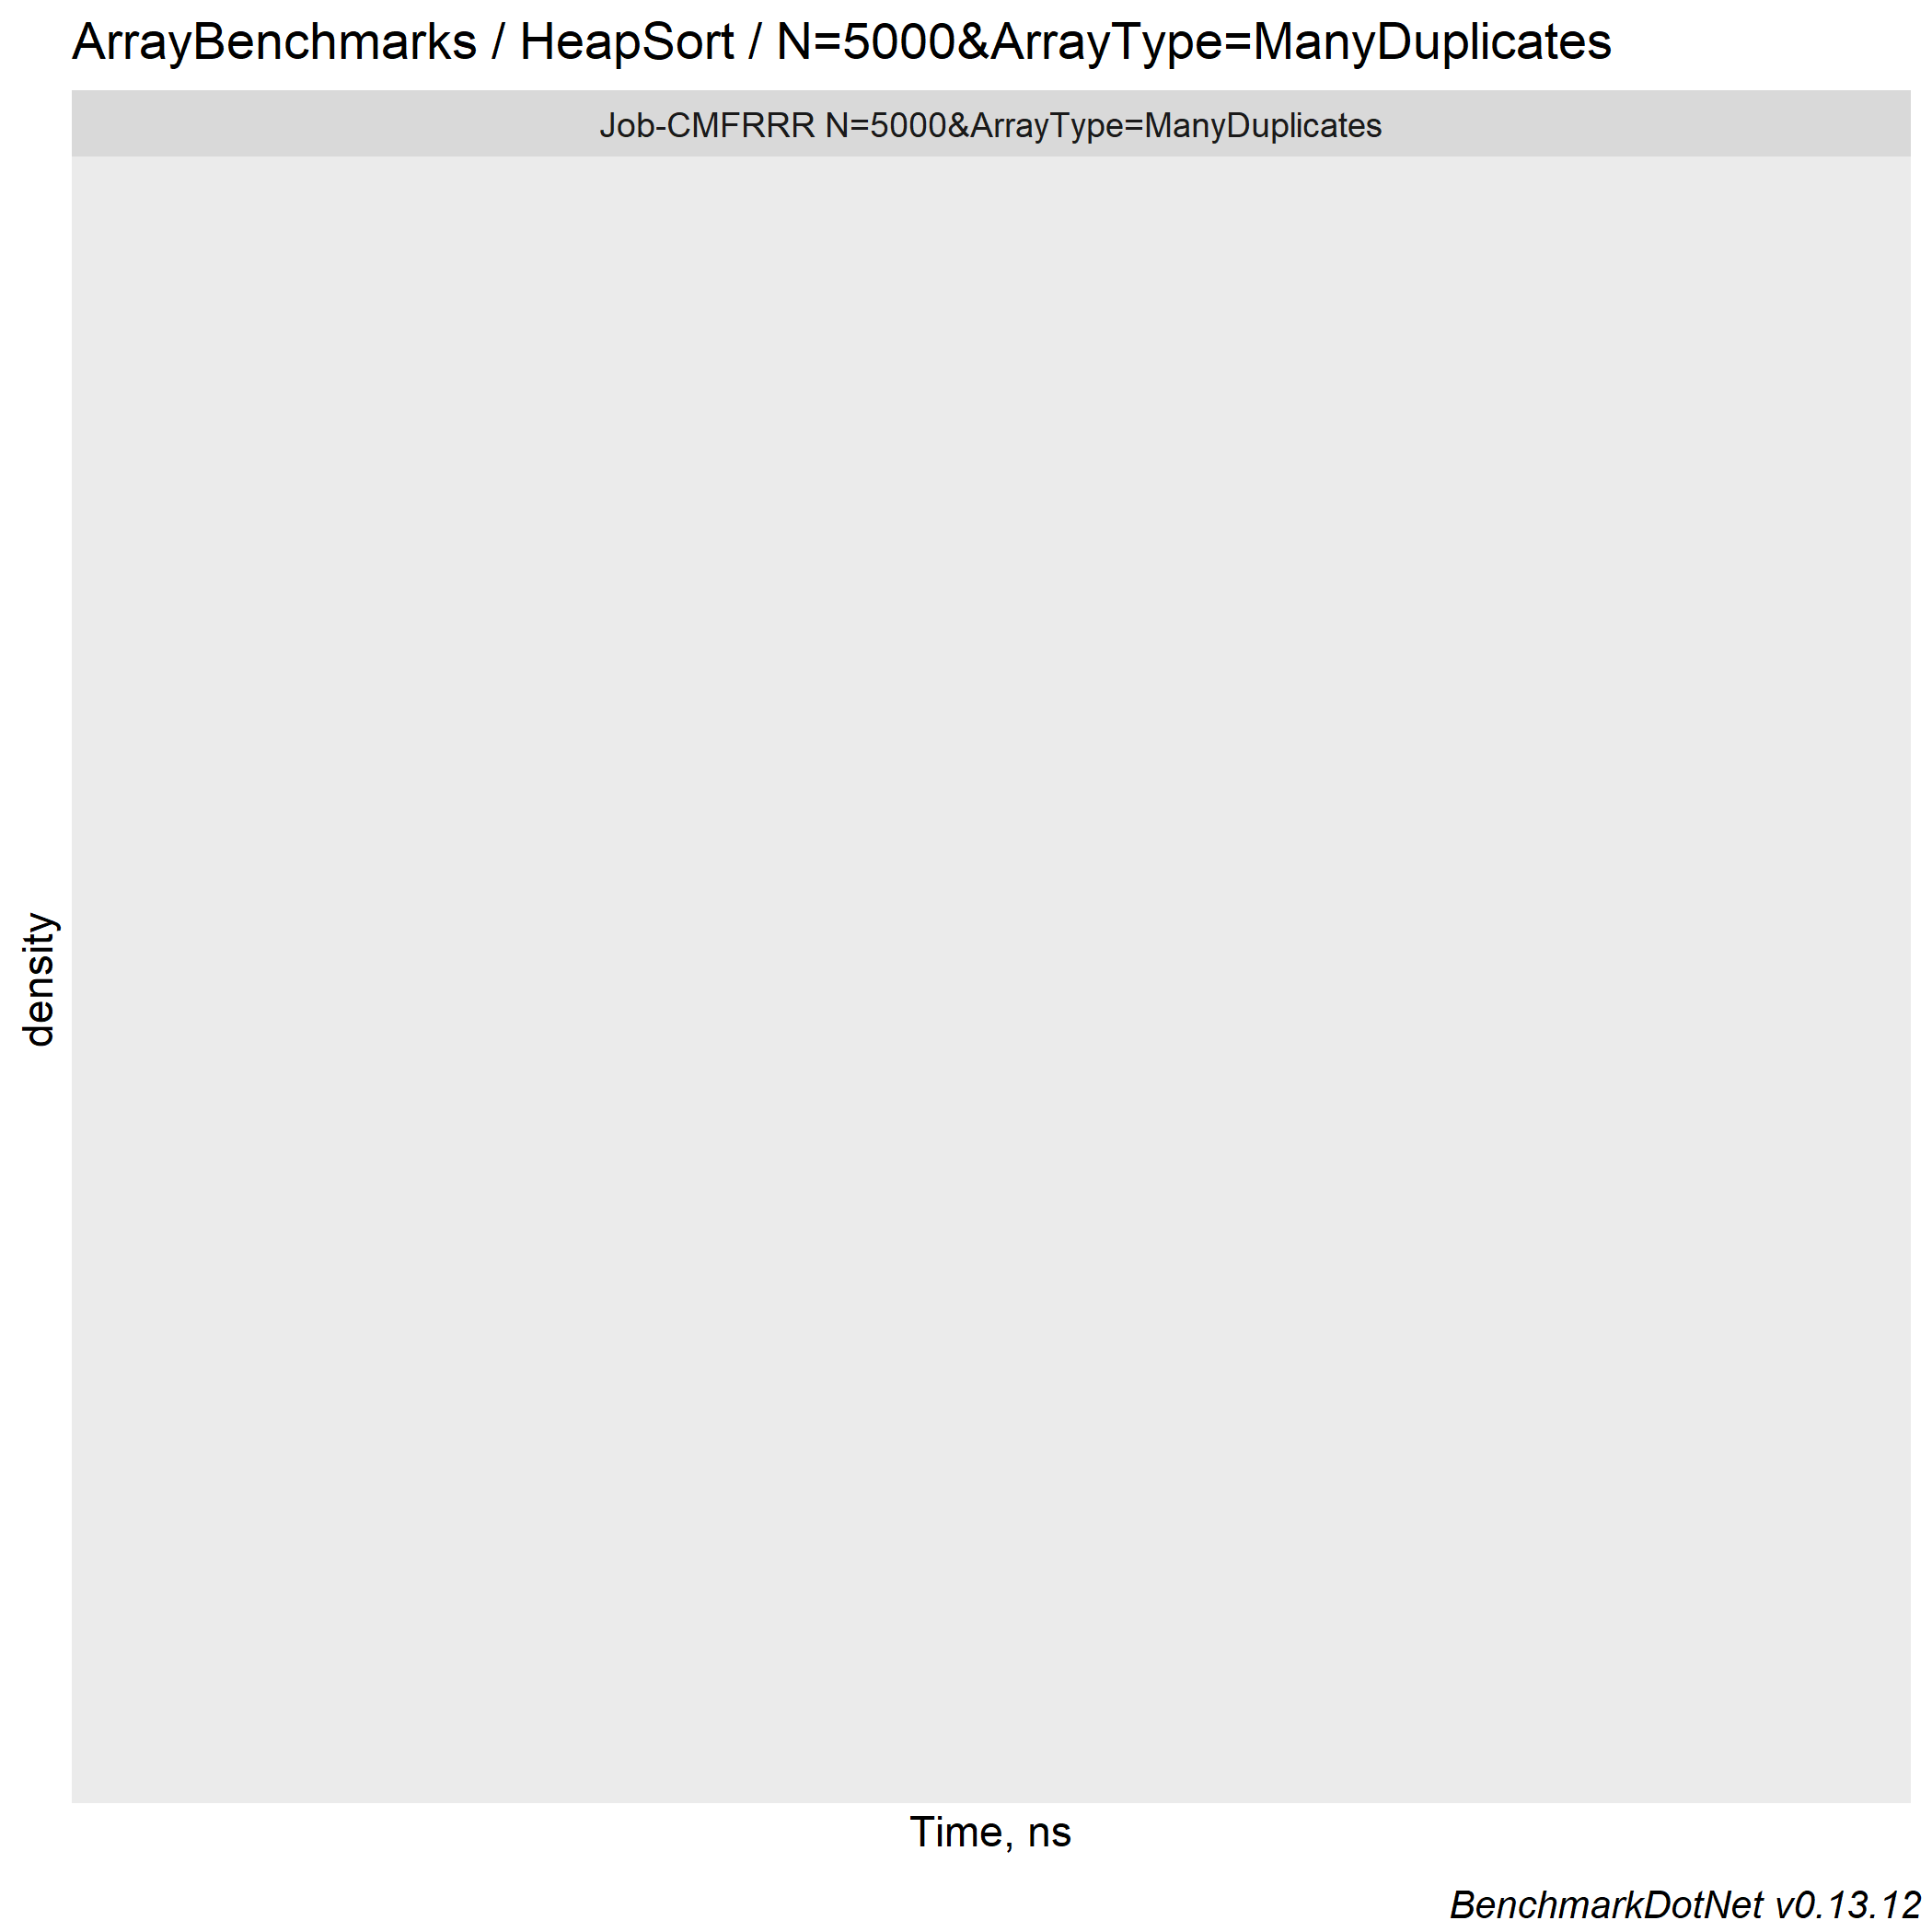 ArrayBenchmarks / HeapSort / N=5000&ArrayType=ManyDuplicates
Job-CMFRRR N=5000&ArrayType=ManyDuplicates
density
Time, ns
BenchmarkDotNet v0.13.12